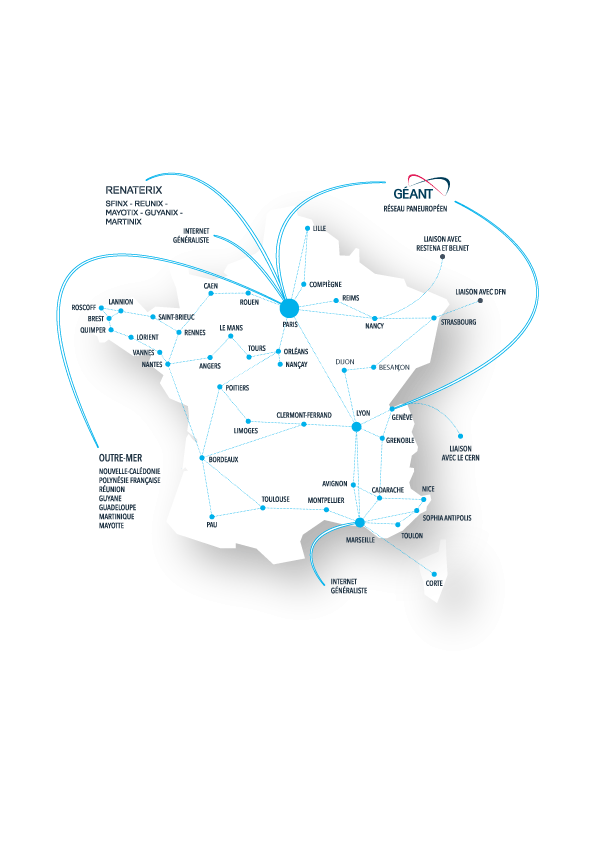 RENATERIX
SFINX - REUNIX -
MAYOTIX - GUYANIX -
MARTINIX
INTERNET
GÉNÉRALISTE
GÉANT
RÉSEAU PANEUROPÉEN
LILLE
LIAISON AVEC
RESTENA ET BELNET
CAEN
ROUEN
COMPIÈGNE
REIMS
LIAISON AVEC DFN
ROSCOFF
LANNION
BREST
SAINT-BRIEUC
QUIMPER
LORIENT
RENNES
LE MANS
PARIS
NANCY
STRASBOURG
VANNES
NANTES
ANGERS
TOURS
ORLÉANS
NANÇAY
DIJON
BESANÇON
POITIERS
LIMOGES
CLERMONT-FERRAND
LYON
GENÈVE
GRENOBLE
LIAISON
AVEC LE CERN
OUTRE-MER
NOUVELLE-CALÉDONIE
POLYNÉSIE FRANÇAISE
RÉUNION
GUYANE
GUADELOUPE
MARTINIQUE
MAYOTTE
BORDEAUX
AVIGNON
CADARACHE
NICE
TOULOUSE
MONTPELLIER
SOPHIA ANTIPOLIS
PAU
MARSEILLE
TOULON
INTERNET
GÉNÉRALISTE
CORTE